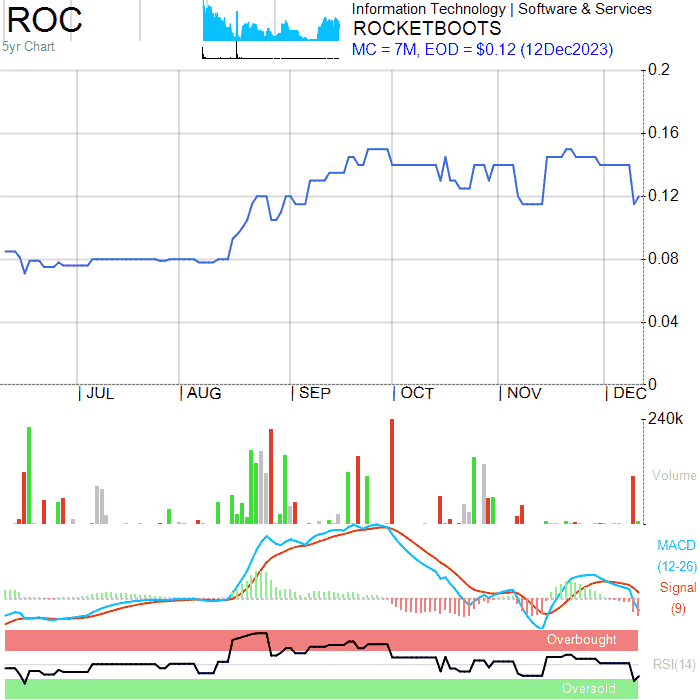 ROC
5yr Chart
Information Technology | Software & Services
ROCKETBOOTS
MC = 7M, EOD = $0.12 (12Dec2023)
0.2
0.16
0.12
0.08
0.04
0
| JUL | AUG | SEP | OCT | NOV | DEC
240k
Volume
MACD
(12-26)
Signal
(9)
Overbought
RSI(14)
Oversold